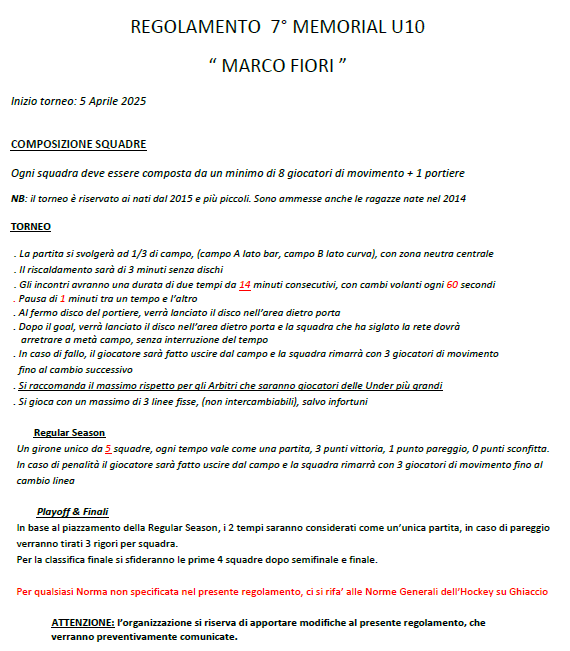 REGOLAMENTO 7° MEMORIAL U10
“ MARCO FIORI ”
Inizio torneo: 5 Aprile 2025
COMPOSIZIONE SQUADRE
Ogni squadra deve essere composta da un minimo di 8 giocatori di movimento + 1 portiere
NB: il torneo è riservato ai nati dal 2015 e più piccoli. Sono ammesse anche le ragazze nate nel 2014
TORNEO
. La partita si svolgerà ad 1/3 di campo, (campo A lato bar, campo B lato curva), con zona neutra centrale
. Il riscaldamento sarà di 3 minuti senza dischi
. Gli incontri avranno una durata di due tempi da 14 minuti consecutivi, con cambi volanti ogni 60 secondi
. Pausa di 1 minuti tra un tempo e l’altro
. Al fermo disco del portiere, verrà lanciato il disco nell’area dietro porta
. Dopo il goal, verrà lanciato il disco nell’area dietro porta e la squadra che ha siglato la rete dovrà
arretrare a metà campo, senza interruzione del tempo
. In caso di fallo, il giocatore sarà fatto uscire dal campo e la squadra rimarrà con 3 giocatori di movimento
fino al cambio successivo
. Si raccomanda il massimo rispetto per gli Arbitri che saranno giocatori delle Under più grandi
. Si gioca con un massimo di 3 linee fisse, (non intercambiabili), salvo infortuni
Regular Season
Un girone unico da 5 squadre, ogni tempo vale come una partita, 3 punti vittoria, 1 punto pareggio, 0 punti sconfitta.
In caso di penalità il giocatore sarà fatto uscire dal campo e la squadra rimarrà con 3 giocatori di movimento fino al
cambio linea
Playoff & Finali
In base al piazzamento della Regular Season, i 2 tempi saranno considerati come un’unica partita, in caso di pareggio
verranno tirati 3 rigori per squadra.
Per la classifica finale si sfideranno le prime 4 squadre dopo semifinale e finale.
Per qualsiasi Norma non specificata nel presente regolamento, ci si rifa’ alle Norme Generali dell’Hockey su Ghiaccio
ATTENZIONE: l’organizzazione si riserva di apportare modifiche al presente regolamento, che
verranno preventivamente comunicate.